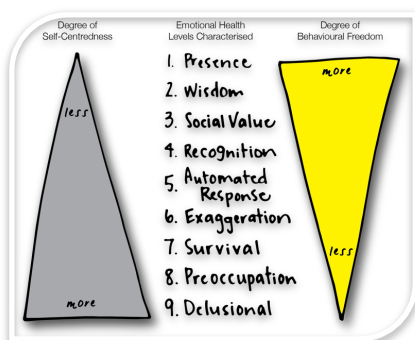 Degree of
Self-Centredness
Emotional Health
Levels Characterised
Degree of
Behavioural Freedom
1. Presence
2. Wisdom
3. Social Value
4. Recognition
5. Automated
Response
6. Exaggeration
7. Survival
8. Preoccupation
9. Delusional
less
more
more
less